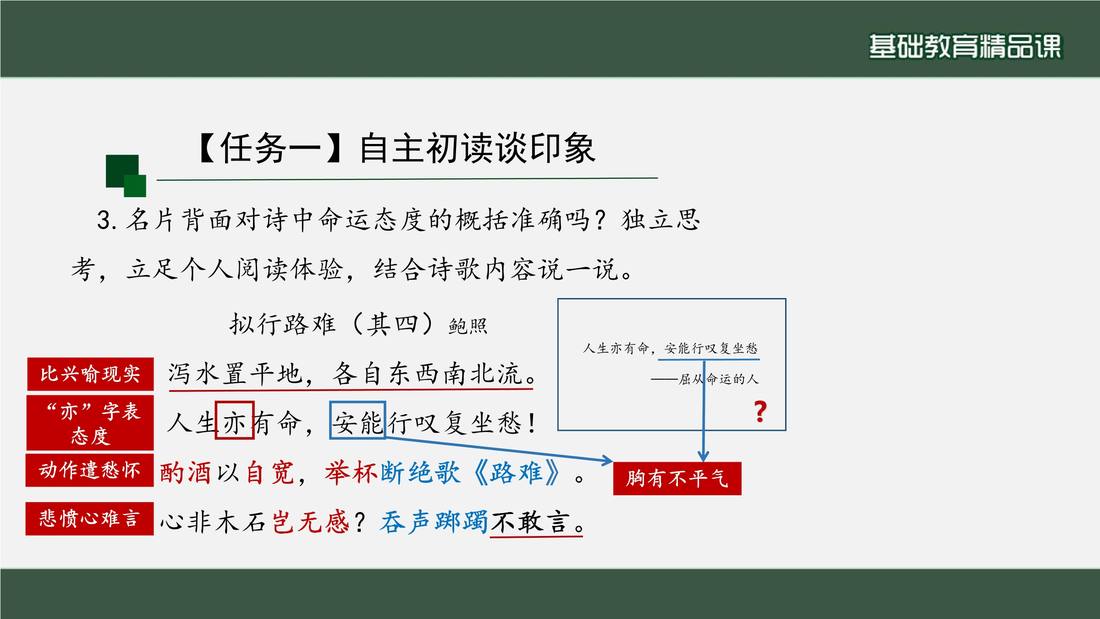 基础教育精品课
【任务一】自主初读谈印象
3. 名片背面对诗中命运态度的概括准确吗？独立思
考，立足个人阅读体验，结合诗歌内容说一说。
拟行路难（其四）鲍照
比兴喻现实
泻水置平地，各自东西南北流。
“亦”字表
态度
人生亦有命，安能行叹复坐愁！
动作遣愁怀
酌酒以自宽，举杯断绝歌《路难》。
悲愤心难言
心非木石岂无感？吞声踯躅不敢言。
人生亦有命，安能行叹复坐愁
——屈从命运的人
？
胸有不平气